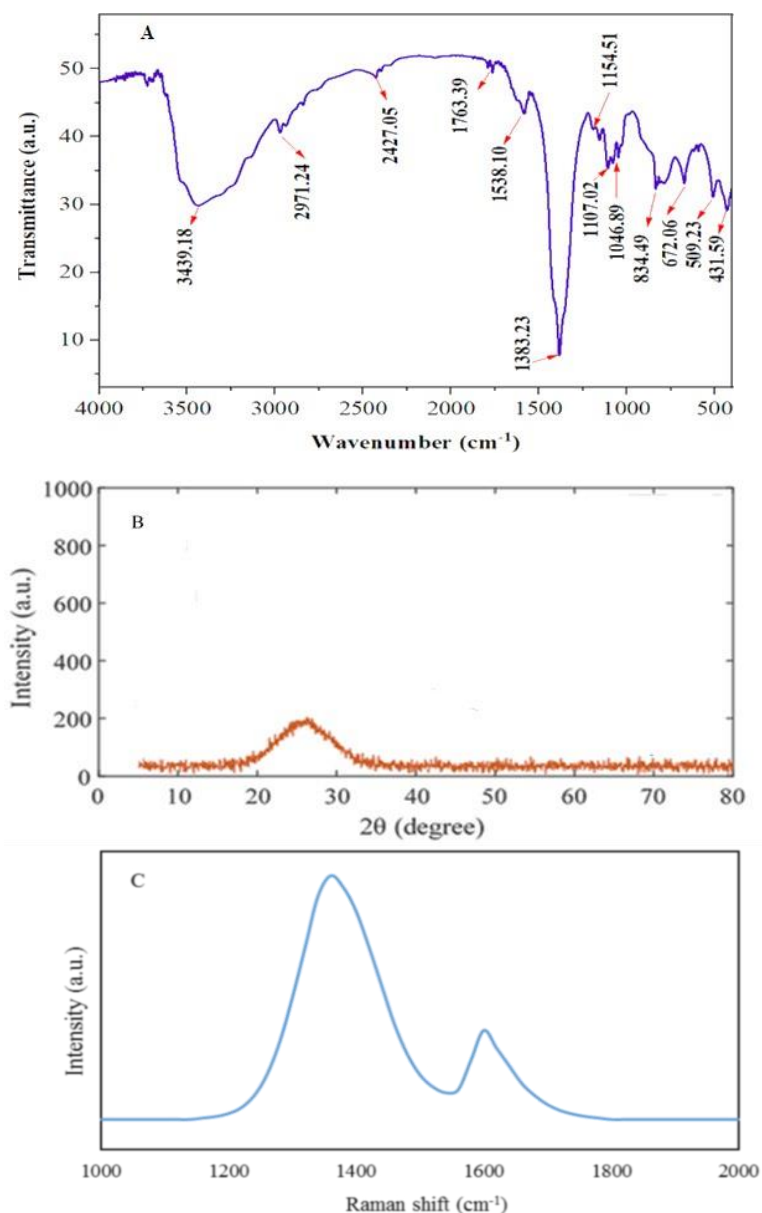 A
Transmittance (a.u.)
50
40
30
20
10
3439.18
2971.24
2427.05
1763.39
1538.10
1383.23
1154.51
1107.02
1046.89
834.49
672.06
509.23
431.59
4000 3500 3000 2500 2000 1500 1000 500
Wavenumber (cm⁻¹)
B
Intensity (a.u.)
1000
800
600
400
200
0
0 10 20 30 40 50 60 70 80
2θ (degree)
C
Intensity (a.u.)
1000 1200 1400 1600 1800 2000
Raman shift (cm⁻¹)